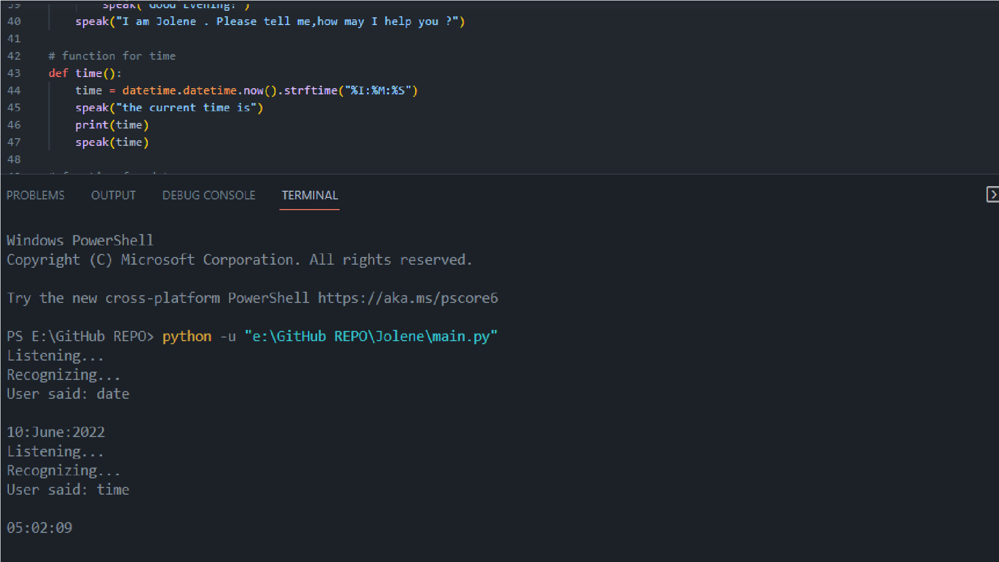 39 speak("Good Evening!")
40 speak("I am Jolene . Please tell me,how may I help you ?")
41
42 # function for time
43 def time():
44 time = datetime.datetime.now().strftime("%I:%M:%S")
45 speak("the current time is")
46 print(time)
47 speak(time)
48
PROBLEMS OUTPUT DEBUG CONSOLE TERMINAL
Windows PowerShell
Copyright (C) Microsoft Corporation. All rights reserved.
Try the new cross-platform PowerShell https://aka.ms/pscore6
PS E:\GitHub REPO> python -u "e:\GitHub REPO\Jolene\main.py"
Listening...
Recognizing...
User said: date
10:June:2022
Listening...
Recognizing...
User said: time
05:02:09